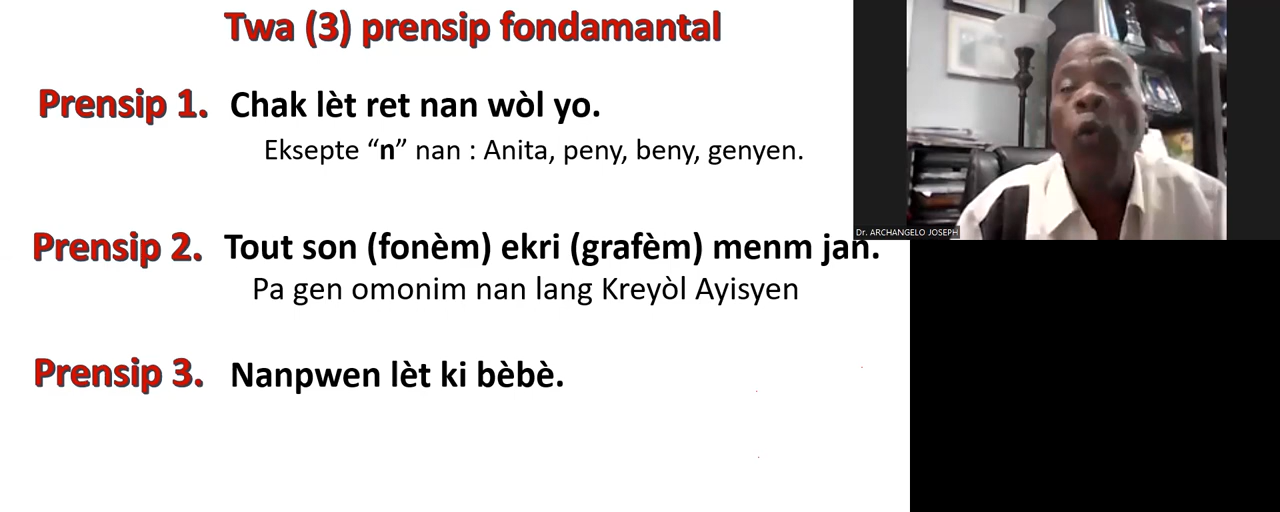 Twa (3) prensip fondamantal
Prensip 1. Chak lèt ret nan wòl yo.
Eksepte “n” nan : Anita, peny, beny, genyen.
Prensip 2. Tout son (fonèm) ekri (grafèm) menm jan.
Pa gen omonim nan lang Kreyòl Ayisyen
Prensip 3. Nanpwen lèt ki bèbè.
Dr. ARCHANGELO JOSEPH